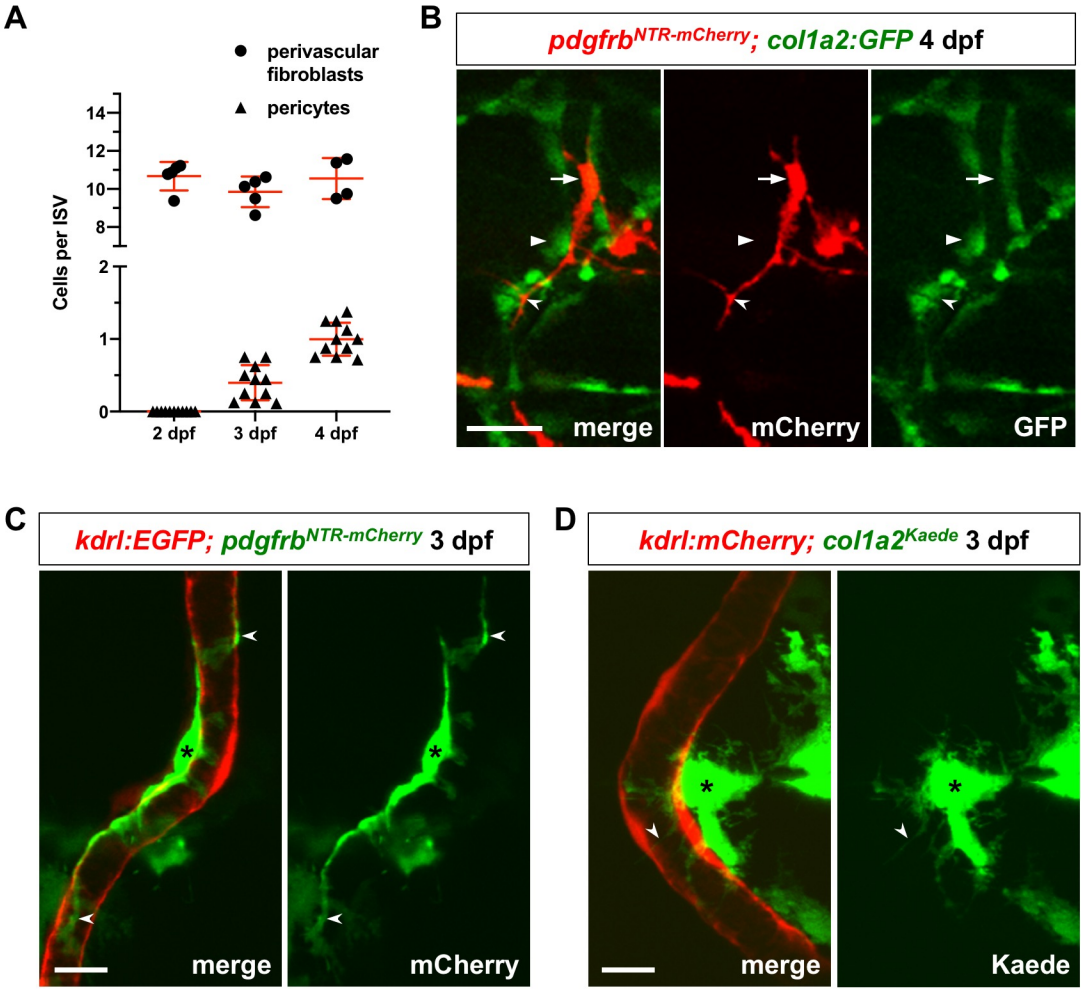 A
perivascular
fibroblasts
pericytes
Cells per ISV
14
12
10
8
2
1
0
2 dpf 3 dpf 4 dpf
B
pdgfrbNTR-mCherry; col1a2:GFP 4 dpf
merge mCherry GFP
C
kdrl:EGFP; pdgfrbNTR-mCherry 3 dpf
*
*
merge mCherry
D
kdrl:mCherry; col1a2Kaede 3 dpf
*
*
merge Kaede